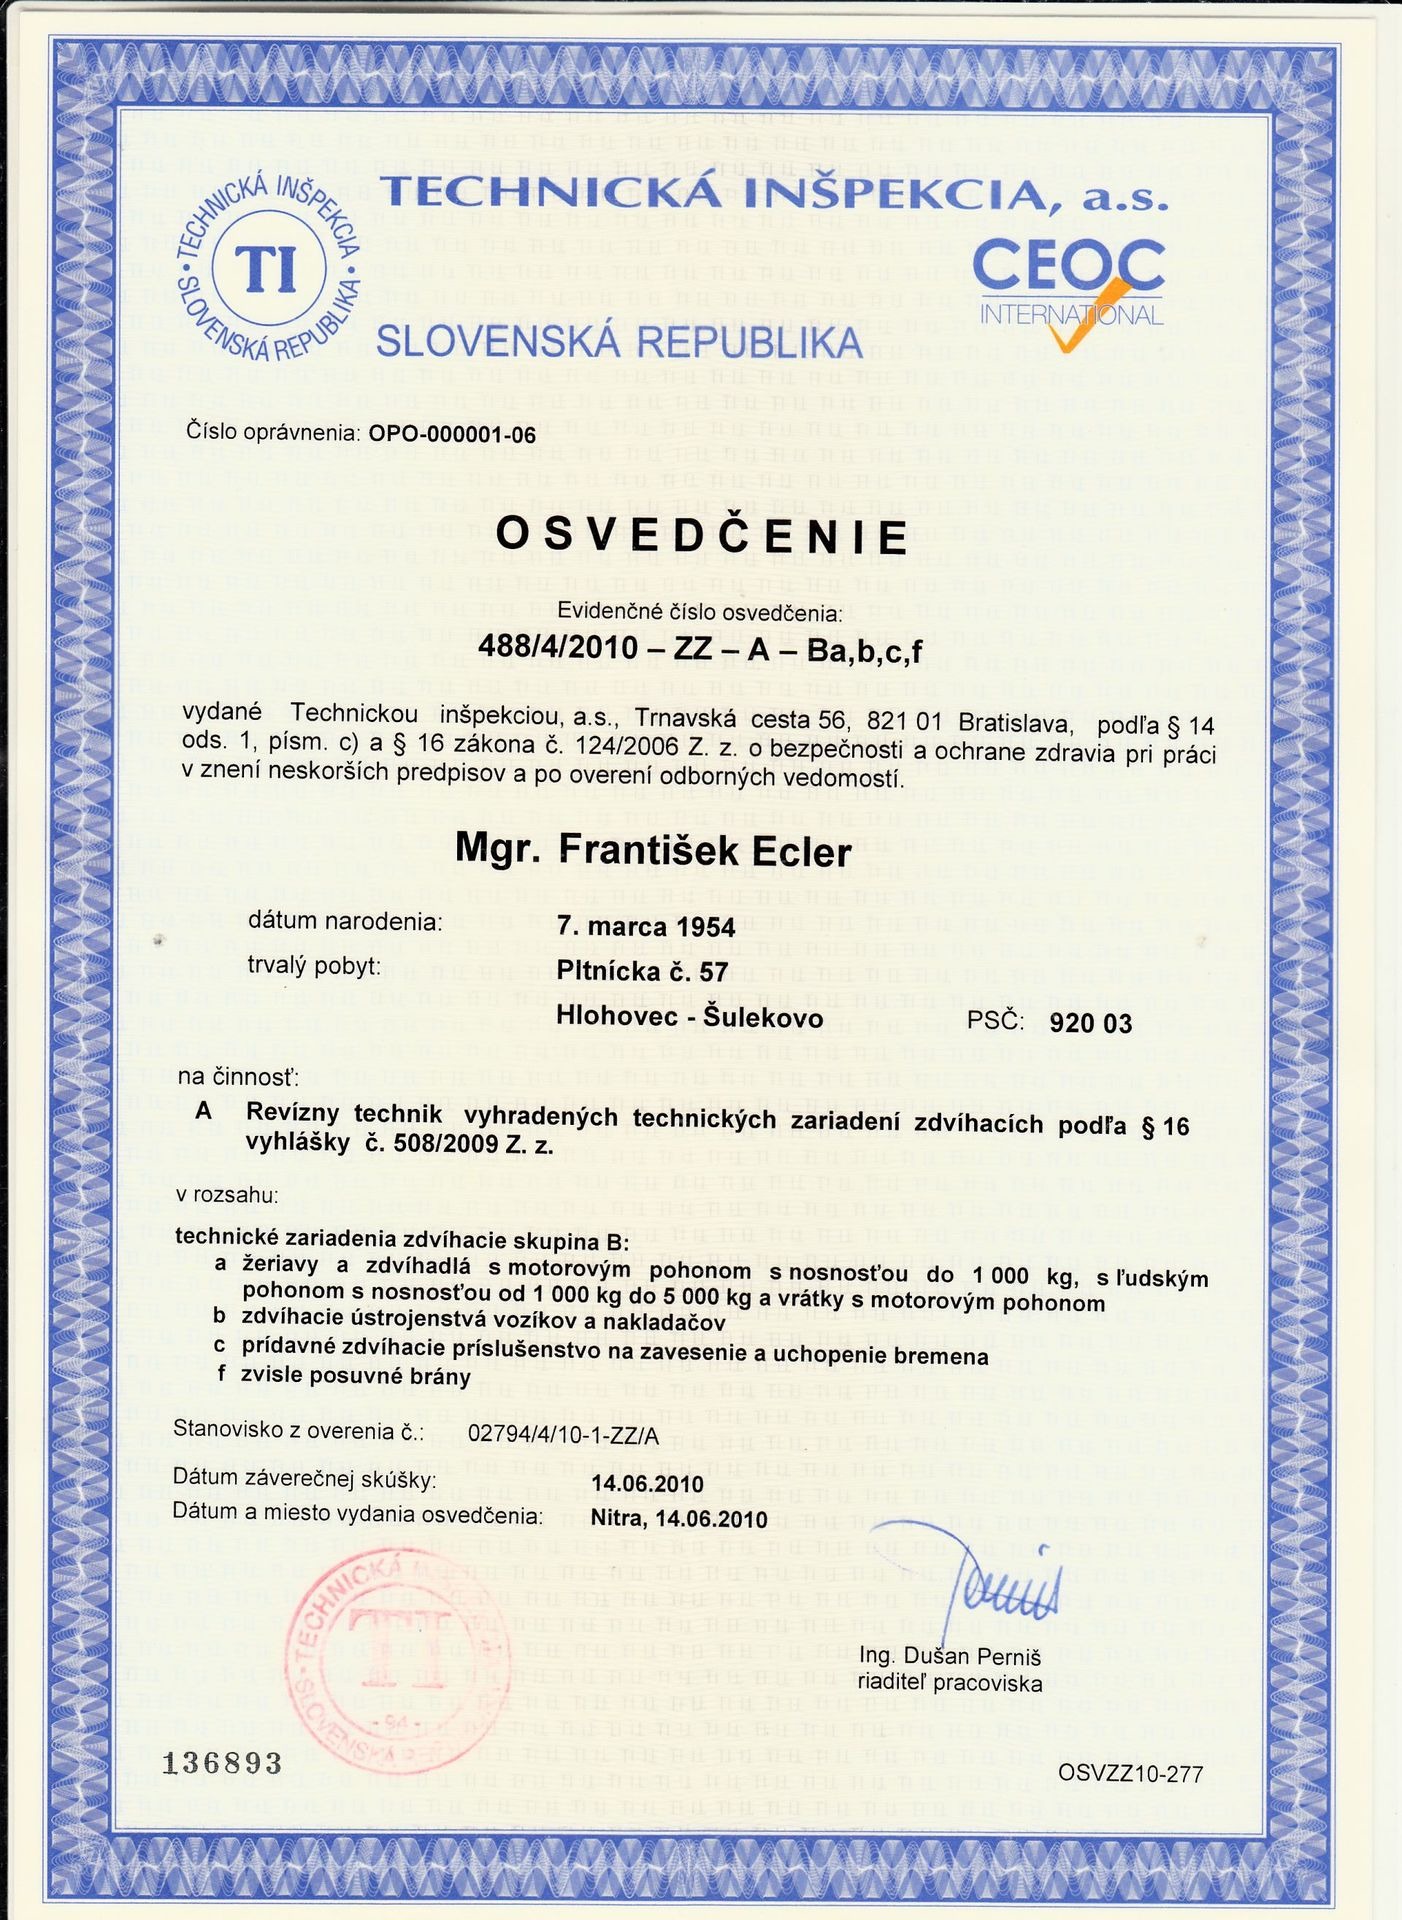 TECHNICKÁ INŠPEKCIA, a.s.
TECHNICKÁ INŠPEKCIA • SLOVENSKÁ REPUBLIKA •
TI
CEOC
INTERNATIONAL
SLOVENSKÁ REPUBLIKA
Číslo oprávnenia: OPO-000001-06
OSVEDČENIE
Evidenčné číslo osvedčenia:
488/4/2010 – ZZ – A – Ba,b,c,f
vydané Technickou inšpekciou, a.s., Trnavská cesta 56, 821 01 Bratislava, podľa § 14
ods. 1, písm. c) a § 16 zákona č. 124/2006 Z. z. o bezpečnosti a ochrane zdravia pri práci
v znení neskorších predpisov a po overení odborných vedomostí.
Mgr. František Ecler
dátum narodenia: 7. marca 1954
trvalý pobyt: Pltnícka č. 57
Hlohovec - Šulekovo PSČ: 920 03
na činnosť:
A Revízny technik vyhradených technických zariadení zdvíhacích podľa § 16
vyhlášky č. 508/2009 Z. z.
v rozsahu:
technické zariadenia zdvíhacie skupina B:
a žeriavy a zdvíhadlá s motorovým pohonom s nosnosťou do 1 000 kg, s ľudským
pohonom s nosnosťou od 1 000 kg do 5 000 kg a vrátky s motorovým pohonom
b zdvíhacie ústrojenstvá vozíkov a nakladačov
c prídavné zdvíhacie príslušenstvo na zavesenie a uchopenie bremena
f zvisle posuvné brány
Stanovisko z overenia č.: 02794/4/10-1-ZZ/A
Dátum záverečnej skúšky: 14.06.2010
Dátum a miesto vydania osvedčenia: Nitra, 14.06.2010
TECHNICKÁ
TI
94
SLOVENSKÁ
Ing. Dušan Perniš
riaditeľ pracoviska
136893
OSVZZ10-277